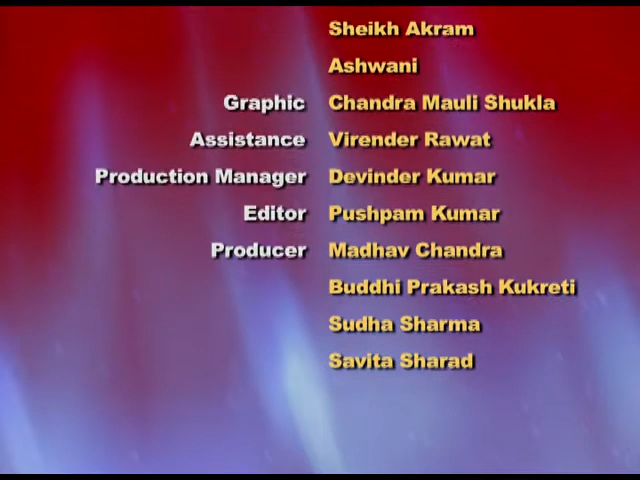 Sheikh Akram
Ashwani
Graphic Chandra Mauli Shukla
Assistance Virender Rawat
Production Manager Devinder Kumar
Editor Pushpam Kumar
Producer Madhav Chandra
Buddhi Prakash Kukreti
Sudha Sharma
Savita Sharad